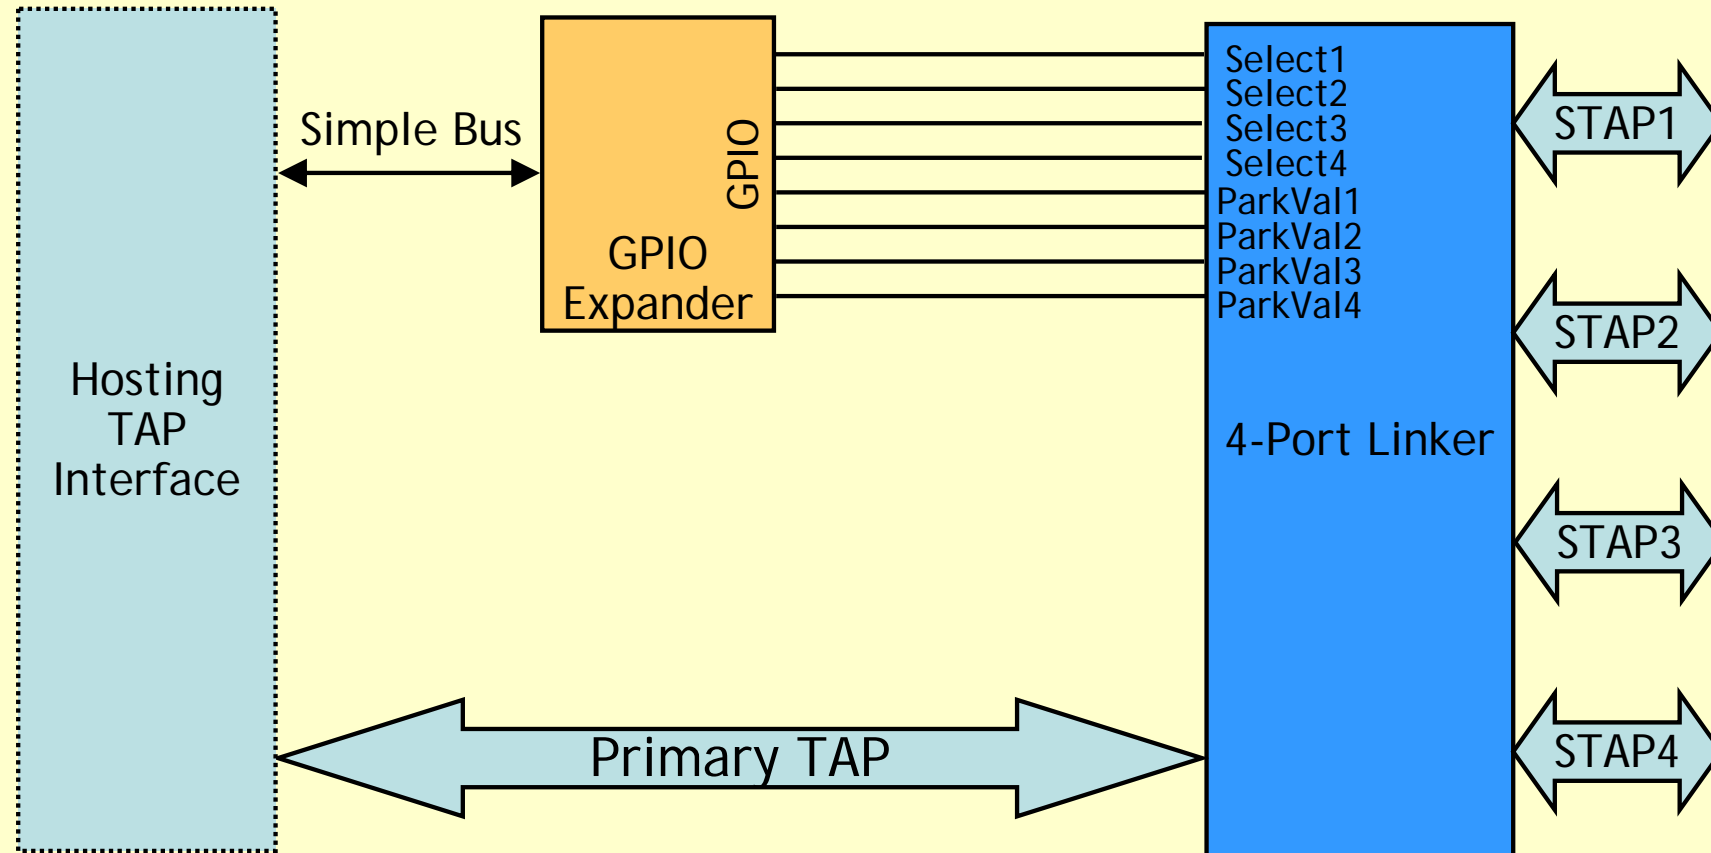 Hosting
TAP
Interface
Simple Bus
GPIO
GPIO
Expander
Select1
Select2
Select3
Select4
ParkVal1
ParkVal2
ParkVal3
ParkVal4
4-Port Linker
Primary TAP
STAP1
STAP2
STAP3
STAP4